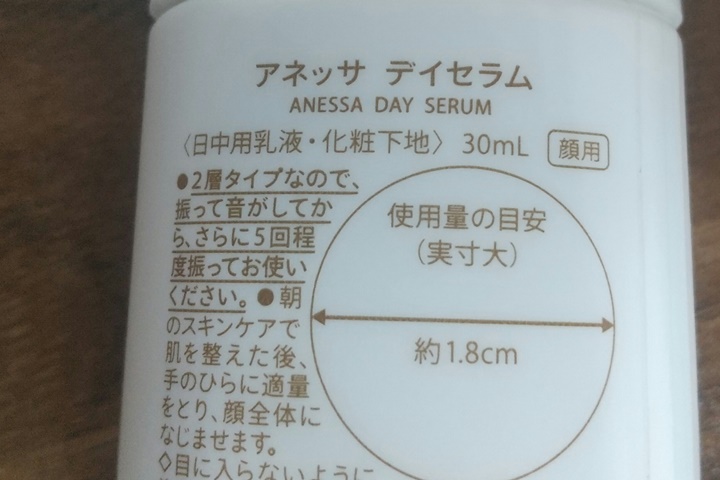 アネッサ デイセラム
ANESSA DAY SERUM
〈日中用乳液・化粧下地〉 30mL 顔用
●2層タイプなので、
振って音がしてか
ら、さらに5回程
度振ってお使い
ください。●朝
のスキンケアで
肌を整えた後、
手のひらに適量
をとり、顔全体に
なじませます。
◇目に入らないように
使用量の目安
（実寸大）
約1.8cm